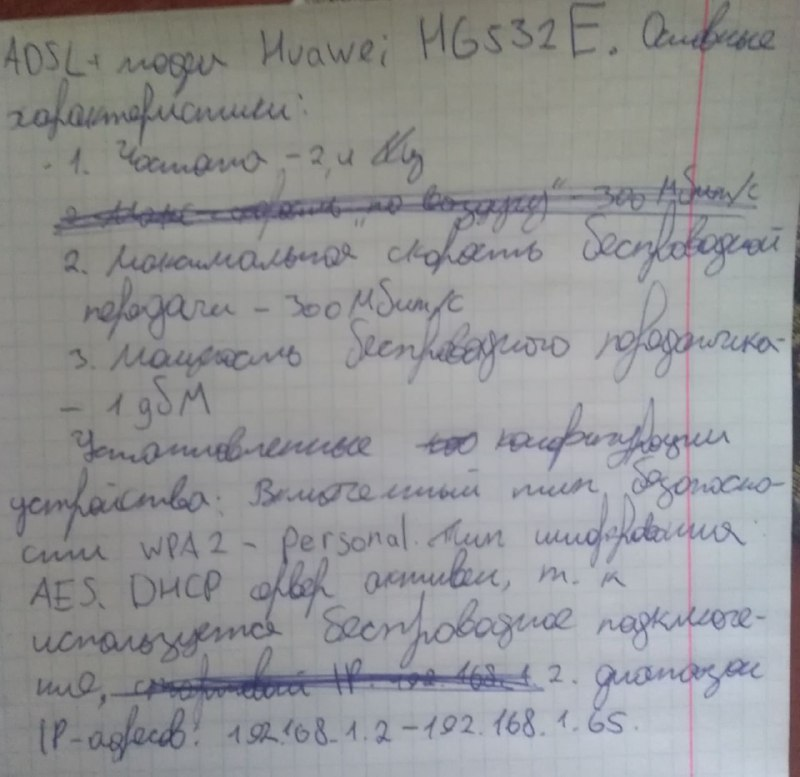 ADSL+ модем Huawei HG532E. Основные
характеристики:
1. Частота - 2,4 ГГц
2. Макс. скорость "по воздуху" - 300 Мбит/с
2. Максимальная скорость беспроводной
передачи - 300 Мбит/с
3. Мощность беспроводного передатчика -
- 1 дбМ
Установленные конфигурации
устройства: Включенный тип безопасно-
сти WPA2 - Personal. Тип шифрования:
AES. DHCP сервер активен, т. к
используется беспроводное подключе-
ние, стартовый IP. 192.168.1.2. диапазон
IP-адресов: 192.168.1.2 - 192.168.1.65.